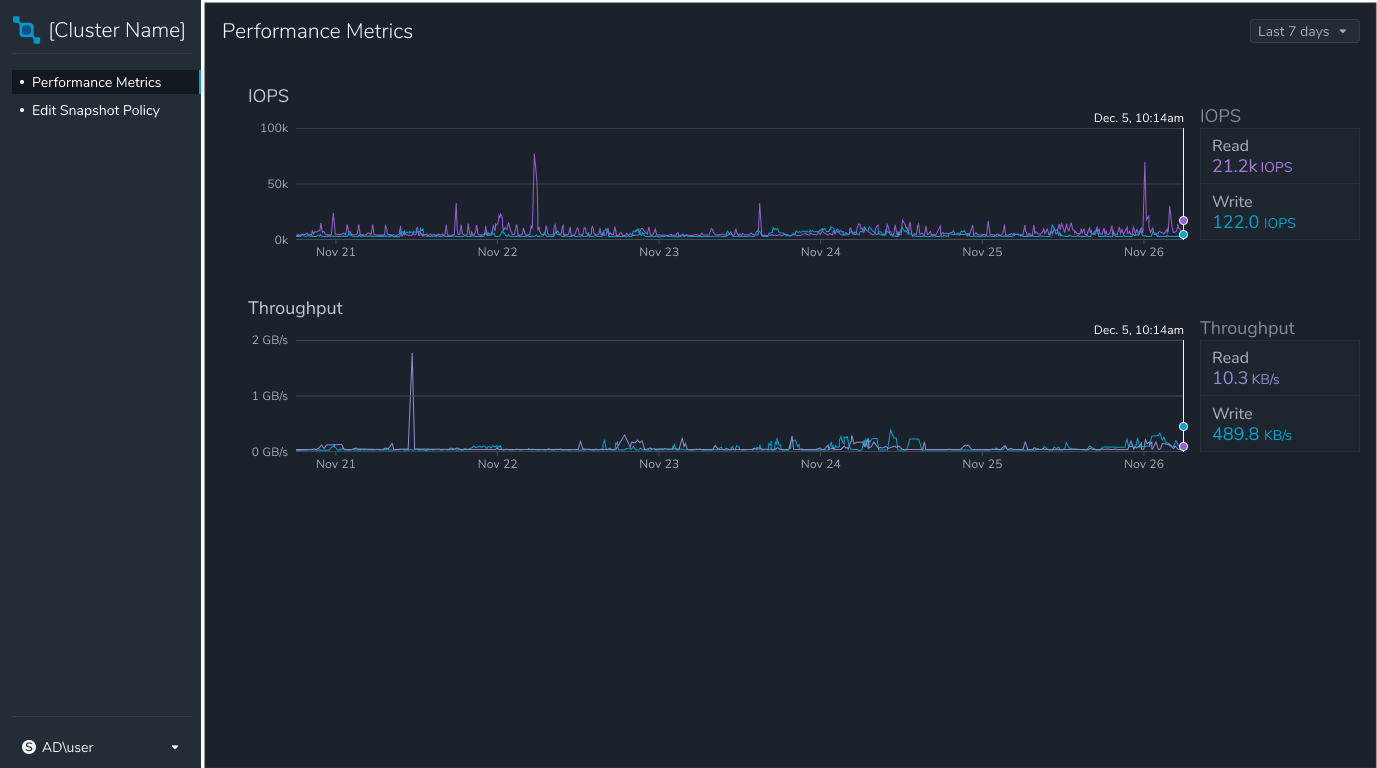 [Cluster Name]
• Performance Metrics
• Edit Snapshot Policy
S AD\user
Performance Metrics
Last 7 days
IOPS
Dec. 5, 10:14am
100k
50k
0k
Nov 21 Nov 22 Nov 23 Nov 24 Nov 25 Nov 26
IOPS
Read
21.2k IOPS
Write
122.0 IOPS
Throughput
Dec. 5, 10:14am
2 GB/s
1 GB/s
0 GB/s
Nov 21 Nov 22 Nov 23 Nov 24 Nov 25 Nov 26
Throughput
Read
10.3 KB/s
Write
489.8 KB/s